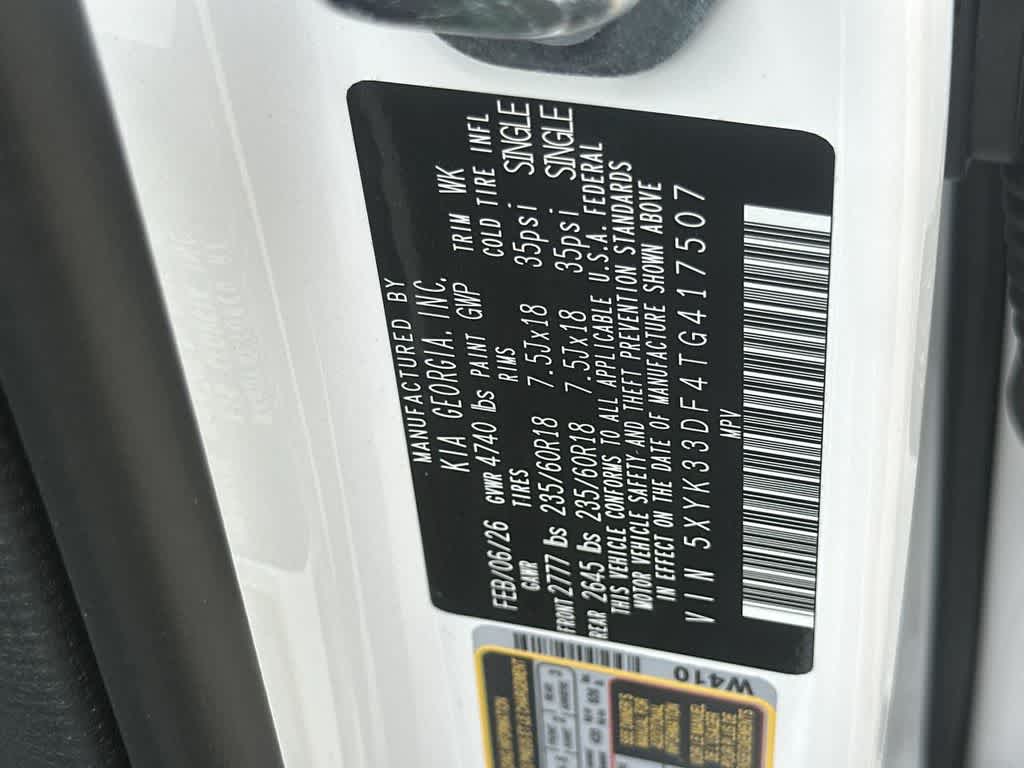 MANUFACTURED BY
KIA GEORGIA, INC.
FEB/06/26 GVWR 4740 lbs PAINT GWP TRIM WK
GAWR TIRES RIMS COLD TIRE INFL
FRONT 2777 lbs 235/60R18 7.5Jx18 35psi SINGLE
REAR 2645 lbs 235/60R18 7.5Jx18 35psi SINGLE
THIS VEHICLE CONFORMS TO ALL APPLICABLE U.S.A. FEDERAL
MOTOR VEHICLE SAFETY AND THEFT PREVENTION STANDARDS
IN EFFECT ON THE DATE OF MANUFACTURE SHOWN ABOVE
VIN 5XYK33DF4TG417507
MPV
W410